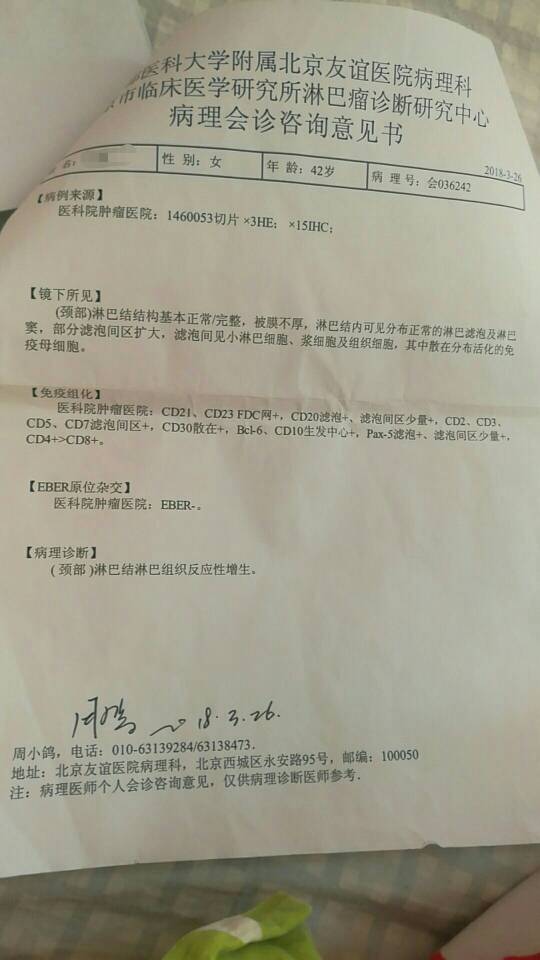 医科大学附属北京友谊医院病理科
市临床医学研究所淋巴瘤诊断研究中心
病理会诊咨询意见书
2018-3-26
名: 性 别: 女 年 龄: 42岁 病 理 号: 会036242
【病例来源】
医科院肿瘤医院: 1460053切片 ×3HE; ×15IHC;
【镜下所见】
(颈部)淋巴结结构基本正常/完整, 被膜不厚, 淋巴结内可见分布正常的淋巴滤泡及淋巴
窦, 部分滤泡间区扩大, 滤泡间见小淋巴细胞、浆细胞及组织细胞, 其中散在分布活化的免
疫母细胞。
【免疫组化】
医科院肿瘤医院: CD21、CD23 FDC网+, CD20滤泡+、滤泡间区少量+, CD2、CD3、
CD5、CD7滤泡间区+, CD30散在+, Bcl-6、CD10生发中心+, Pax-5滤泡+、滤泡间区少量+,
CD4+>CD8+。
【EBER原位杂交】
医科院肿瘤医院: EBER-。
【病理诊断】
( 颈部 )淋巴结淋巴组织反应性增生。
18.3.26.
周小鸽, 电话: 010-63139284/63138473.
地址: 北京友谊医院病理科, 北京西城区永安路95号, 邮编: 100050
注: 病理医师个人会诊咨询意见, 仅供病理诊断医师参考.